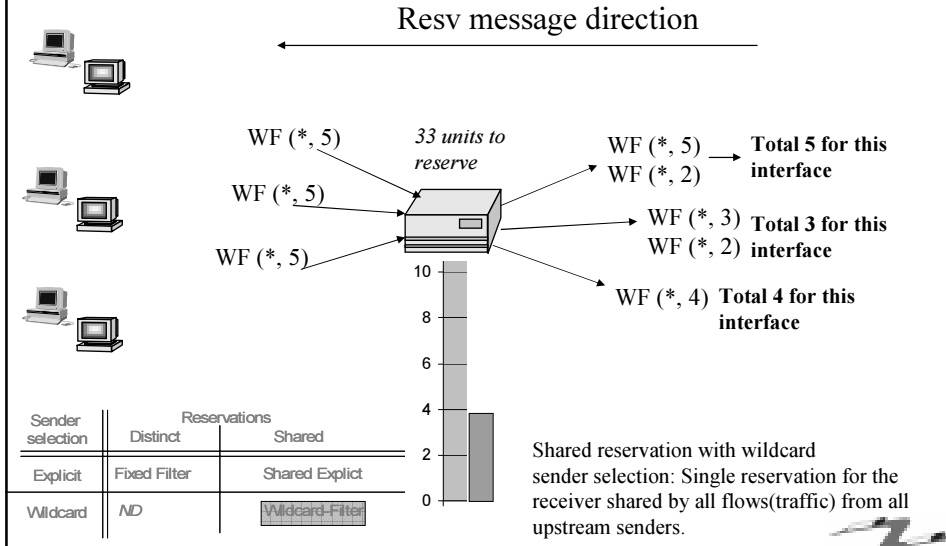 Resv message direction
WF (*, 5)
33 units to
reserve
WF (*, 5)
WF (*, 2)
Total 5 for this
interface
WF (*, 5)
WF (*, 3)
WF (*, 2)
Total 3 for this
interface
WF (*, 5)
WF (*, 4)
Total 4 for this
interface
10
8
6
4
2
0
Sender
selection
Reservations
Distinct
Shared
Explicit
Fixed Filter
Shared Explict
Wildcard
ND
Wildcard-Filter
Shared reservation with wildcard
sender selection: Single reservation for the
receiver shared by all flows(traffic) from all
upstream senders.